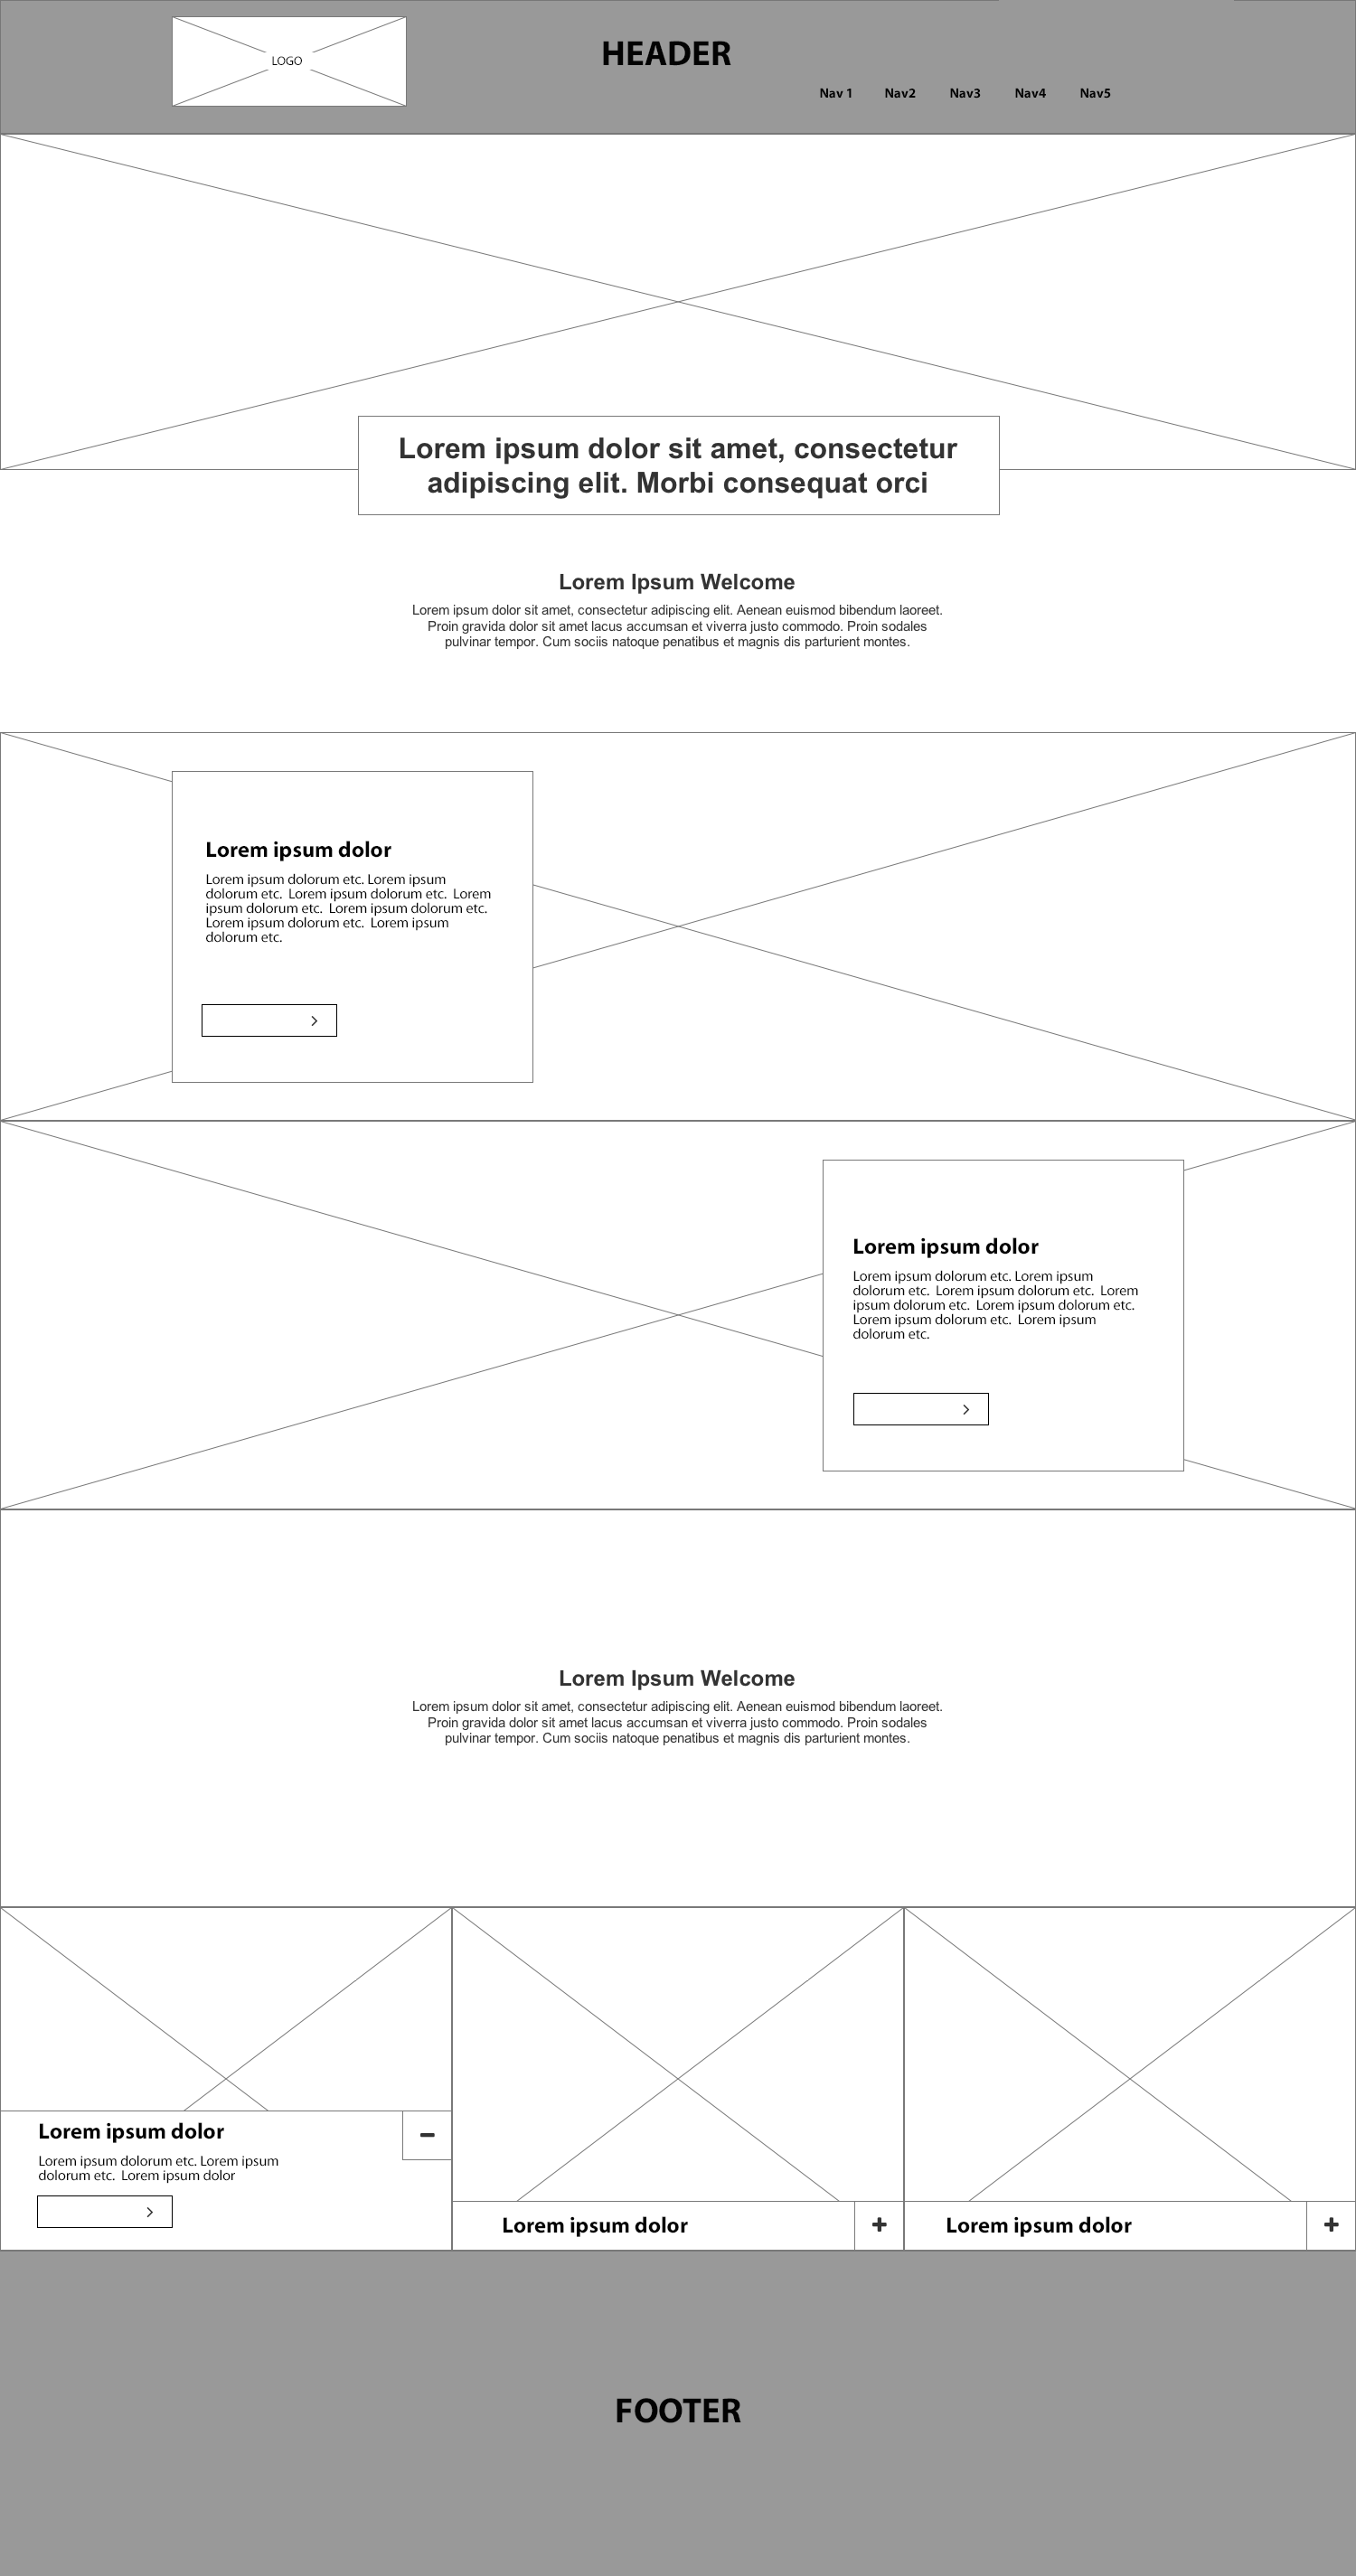 LOGO
HEADER
Nav 1 Nav2 Nav3 Nav4 Nav5
Lorem ipsum dolor sit amet, consectetur
adipiscing elit. Morbi consequat orci
Lorem Ipsum Welcome
Lorem ipsum dolor sit amet, consectetur adipiscing elit. Aenean euismod bibendum laoreet.
Proin gravida dolor sit amet lacus accumsan et viverra justo commodo. Proin sodales
pulvinar tempor. Cum sociis natoque penatibus et magnis dis parturient montes.
Lorem ipsum dolor
Lorem ipsum dolorum etc. Lorem ipsum
dolorum etc. Lorem ipsum dolorum etc. Lorem
ipsum dolorum etc. Lorem ipsum dolorum etc.
Lorem ipsum dolorum etc. Lorem ipsum
dolorum etc.
Lorem ipsum dolor
Lorem ipsum dolorum etc. Lorem ipsum
dolorum etc. Lorem ipsum dolorum etc. Lorem
ipsum dolorum etc. Lorem ipsum dolorum etc.
Lorem ipsum dolorum etc. Lorem ipsum
dolorum etc.
Lorem Ipsum Welcome
Lorem ipsum dolor sit amet, consectetur adipiscing elit. Aenean euismod bibendum laoreet.
Proin gravida dolor sit amet lacus accumsan et viverra justo commodo. Proin sodales
pulvinar tempor. Cum sociis natoque penatibus et magnis dis parturient montes.
Lorem ipsum dolor
Lorem ipsum dolorum etc. Lorem ipsum
dolorum etc. Lorem ipsum dolor
Lorem ipsum dolor
Lorem ipsum dolor
FOOTER